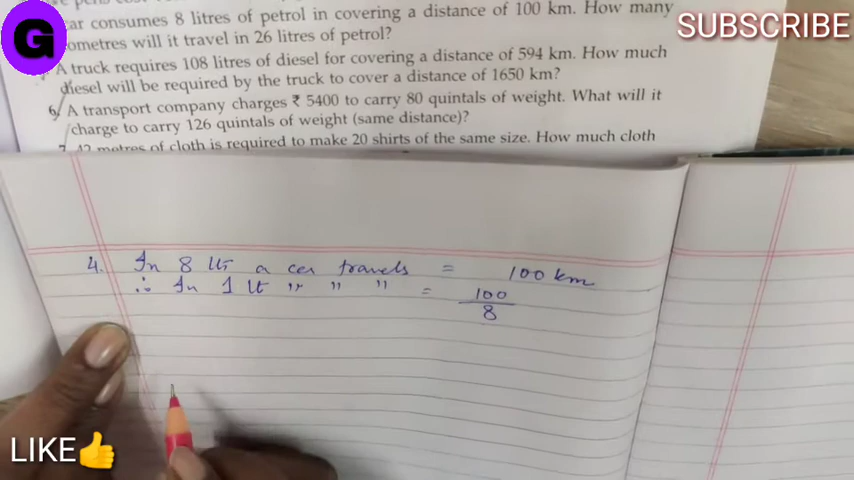 SUBSCRIBE
G
car consumes 8 litres of petrol in covering a distance of 100 km. How many
ometres will it travel in 26 litres of petrol?
A truck requires 108 litres of diesel for covering a distance of 594 km. How much
diesel will be required by the truck to cover a distance of 1650 km?
6. A transport company charges ₹ 5400 to carry 80 quintals of weight. What will it
charge to carry 126 quintals of weight (same distance)?
7. 42 metres of cloth is required to make 20 shirts of the same size. How much cloth
4. In 8 ltr a car travels = 100 km
∴ In 1 lt " " " = 100/8
LIKE👍